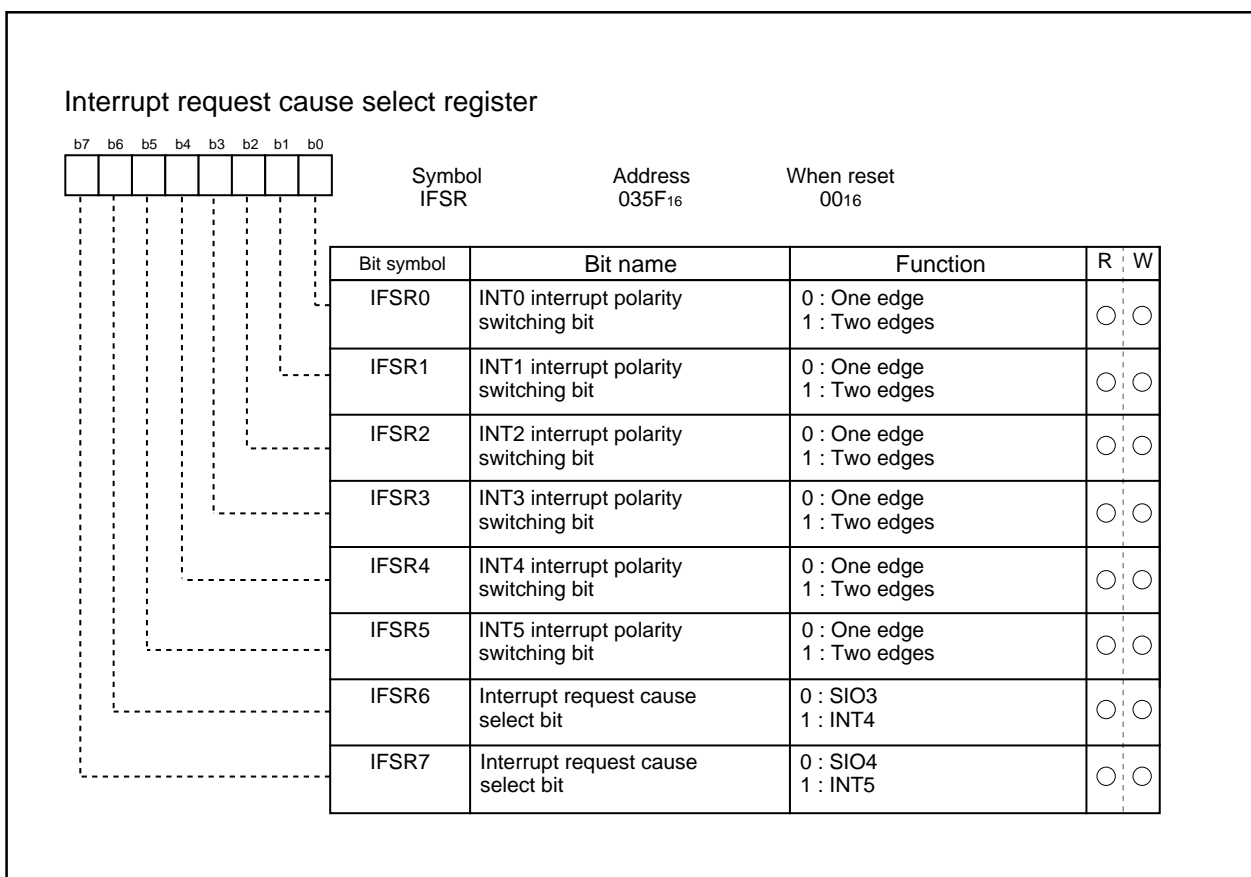 Interrupt request cause select register
b7 b6 b5 b4 b3 b2 b1 b0
Symbol Address When reset
IFSR 035F16 0016
Bit symbol Bit name Function R W
IFSR0 INT0 interrupt polarity 0 : One edge
switching bit 1 : Two edges
IFSR1 INT1 interrupt polarity 0 : One edge
switching bit 1 : Two edges
IFSR2 INT2 interrupt polarity 0 : One edge
switching bit 1 : Two edges
IFSR3 INT3 interrupt polarity 0 : One edge
switching bit 1 : Two edges
IFSR4 INT4 interrupt polarity 0 : One edge
switching bit 1 : Two edges
IFSR5 INT5 interrupt polarity 0 : One edge
switching bit 1 : Two edges
IFSR6 Interrupt request cause 0 : SIO3
select bit 1 : INT4
IFSR7 Interrupt request cause 0 : SIO4
select bit 1 : INT5